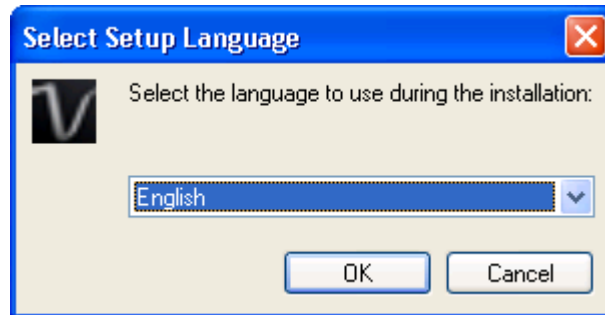 Select Setup Language
Select the language to use during the installation:
English
OK
Cancel